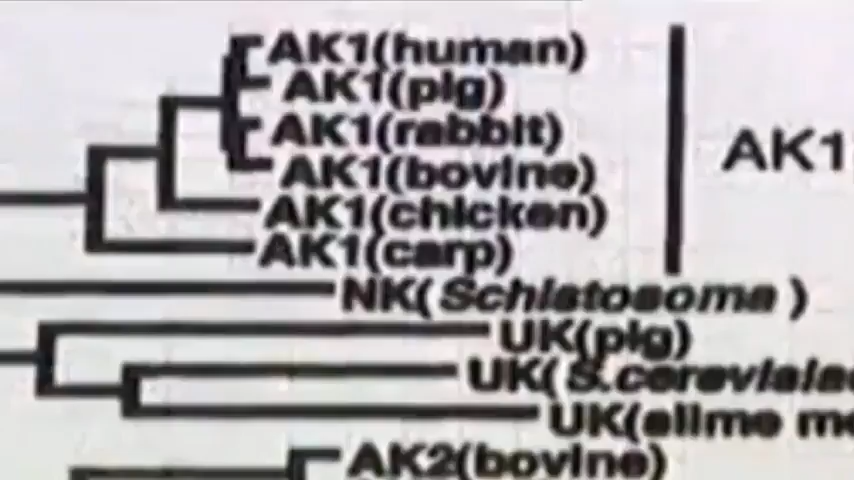 AK1(human)
AK1(pig)
AK1(rabbit)
AK1(bovine)
AK1
AK1(chicken)
AK1(carp)
NK(Schistosoma)
UK(pig)
UK(S.cerevisiae
UK(slime
AK2(bovine)